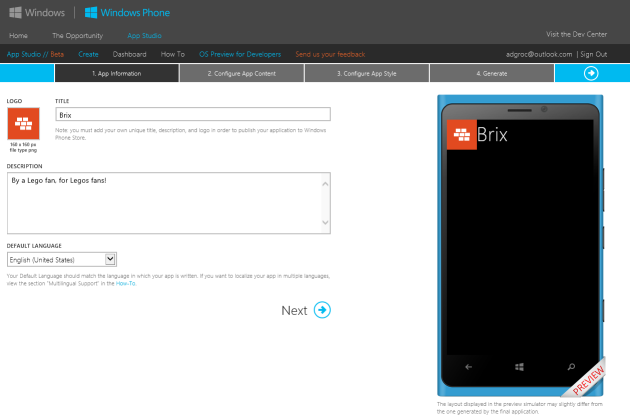 Windows | Windows Phone
Home The Opportunity App Studio Visit the Dev Center
App Studio // Beta Create Dashboard How To OS Preview for Developers Send us your feedback adgroc@outlook.com | Sign Out
1. App Information 2. Configure App Content 3. Configure App Style 4. Generate
LOGO TITLE
Brix
Note: you must add your own unique title, description, and logo in order to publish your application to Windows
Phone Store.
160 x 160 px
file type png
DESCRIPTION
By a Lego fan, for Legos fans!
DEFAULT LANGUAGE
English (United States)
Your Default Language should match the language in which your app is written. If you want to localize your app in multiple languages,
view the section "Multilingual Support" in the How-To.
Next
Brix
PREVIEW
The layout displayed in the preview simulator may slightly differ from
the one generated by the final application.